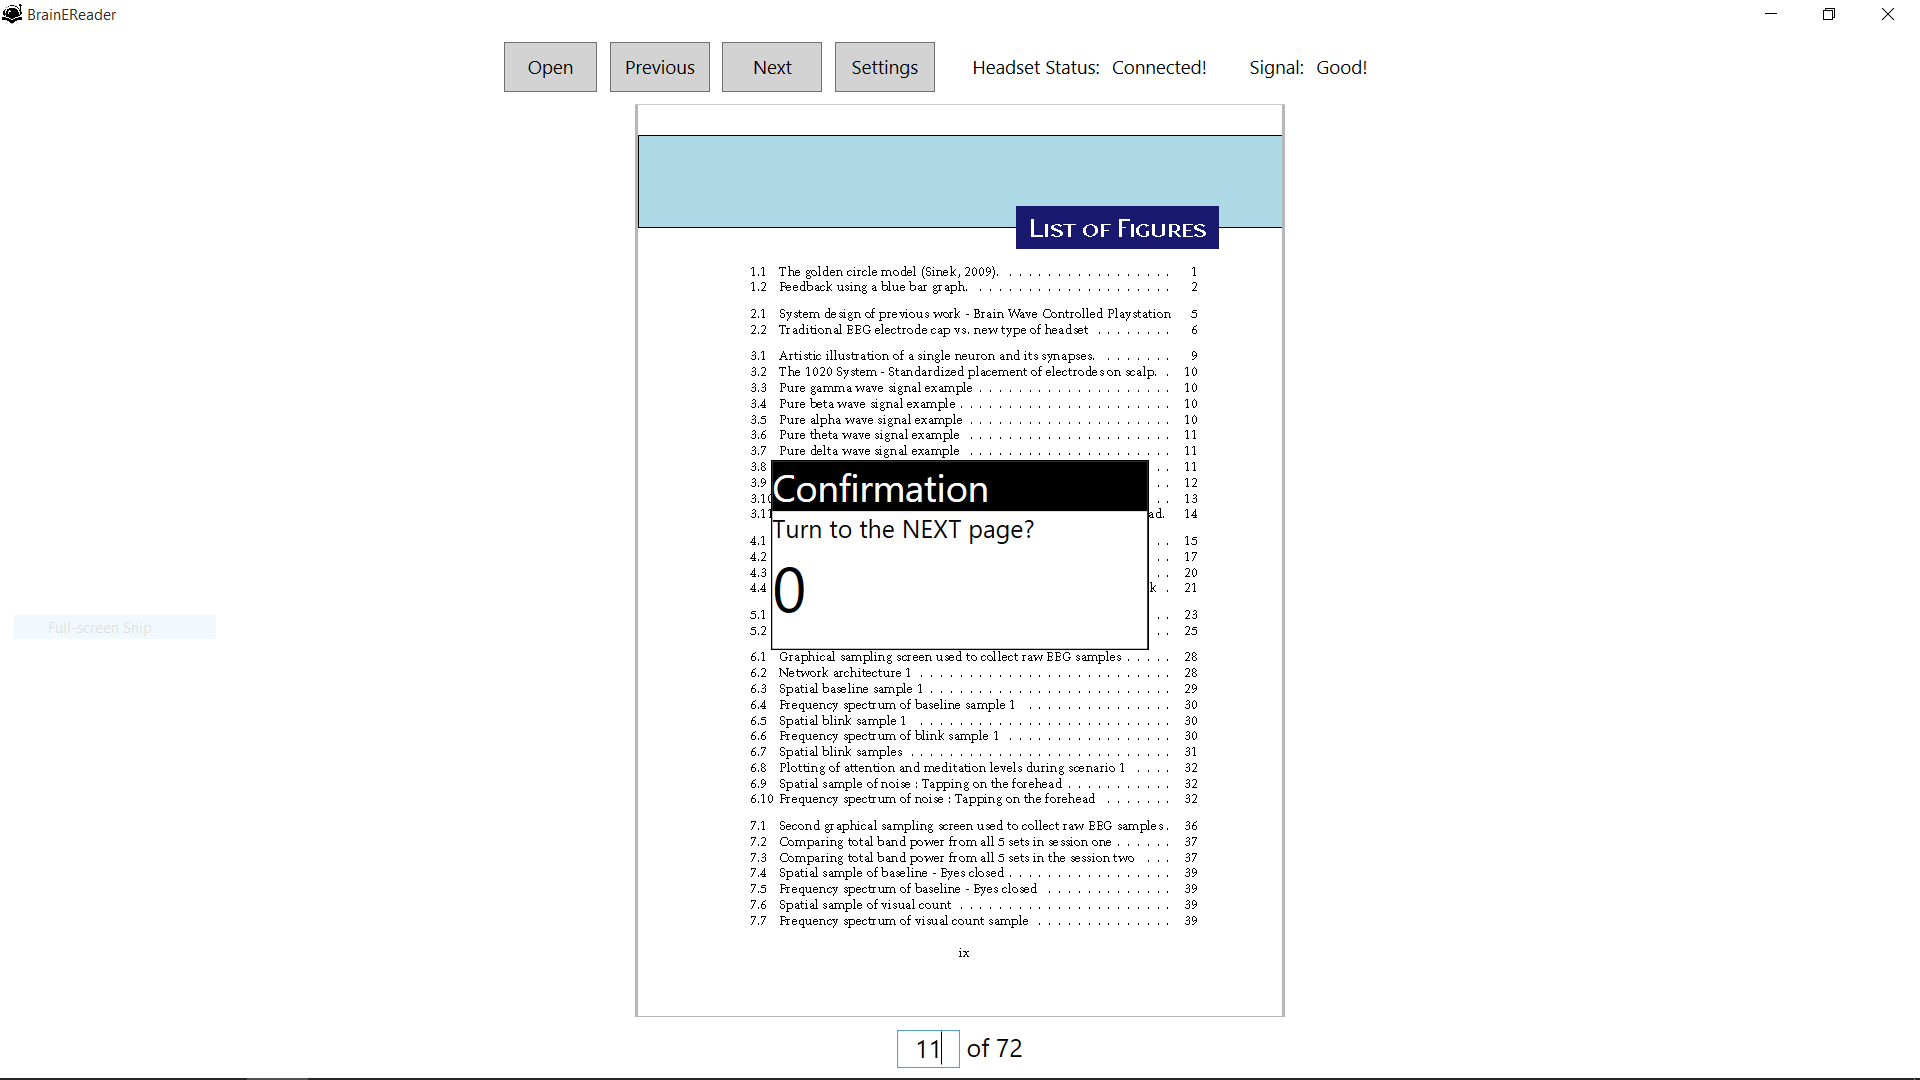 BrainEReader
Open Previous Next Settings Headset Status: Connected! Signal: Good!
LIST OF FIGURES
1.1 The golden circle model (Sinek, 2009). . . . . . . . . . . . . . . . . . 1
1.2 Feedback using a blue bar graph. . . . . . . . . . . . . . . . . . . . . 2
2.1 System design of previous work - Brain Wave Controlled Playstation 5
2.2 Traditional EEG electrode cap vs. new type of headset . . . . . . . . 6
3.1 Artistic illustration of a single neuron and its synapses. . . . . . . . 9
3.2 The 1020 System - Standardized placement of electrodes on scalp. . 10
3.3 Pure gamma wave signal example . . . . . . . . . . . . . . . . . . . . 10
3.4 Pure beta wave signal example . . . . . . . . . . . . . . . . . . . . . . 10
3.5 Pure alpha wave signal example . . . . . . . . . . . . . . . . . . . . . 10
3.6 Pure theta wave signal example . . . . . . . . . . . . . . . . . . . . . 11
3.7 Pure delta wave signal example . . . . . . . . . . . . . . . . . . . . . 11
3.8 . . 11
3.9 . . 12
3.10 . . 13
3.11 ad. 14
4.1 . . 15
4.2 . . 17
4.3 . . 20
4.4 k . 21
5.1 . . 23
5.2 . . 25
Confirmation
Turn to the NEXT page?
0
Full-screen Snip
6.1 Graphical sampling screen used to collect raw EEG samples . . . . . 28
6.2 Network architecture 1 . . . . . . . . . . . . . . . . . . . . . . . . . . 28
6.3 Spatial baseline sample 1 . . . . . . . . . . . . . . . . . . . . . . . . . 29
6.4 Frequency spectrum of baseline sample 1 . . . . . . . . . . . . . . . 30
6.5 Spatial blink sample 1 . . . . . . . . . . . . . . . . . . . . . . . . . . 30
6.6 Frequency spectrum of blink sample 1 . . . . . . . . . . . . . . . . . 30
6.7 Spatial blink samples . . . . . . . . . . . . . . . . . . . . . . . . . . . 31
6.8 Plotting of attention and meditation levels during scenario 1 . . . . 32
6.9 Spatial sample of noise : Tapping on the forehead . . . . . . . . . . . 32
6.10 Frequency spectrum of noise : Tapping on the forehead . . . . . . . 32
7.1 Second graphical sampling screen used to collect raw EEG samples . 36
7.2 Comparing total band power from all 5 sets in session one . . . . . . 37
7.3 Comparing total band power from all 5 sets in the session two . . . 37
7.4 Spatial sample of baseline - Eyes closed . . . . . . . . . . . . . . . . . 39
7.5 Frequency spectrum of baseline - Eyes closed . . . . . . . . . . . . . 39
7.6 Spatial sample of visual count . . . . . . . . . . . . . . . . . . . . . . 39
7.7 Frequency spectrum of visual count sample . . . . . . . . . . . . . . 39
ix
11 of 72